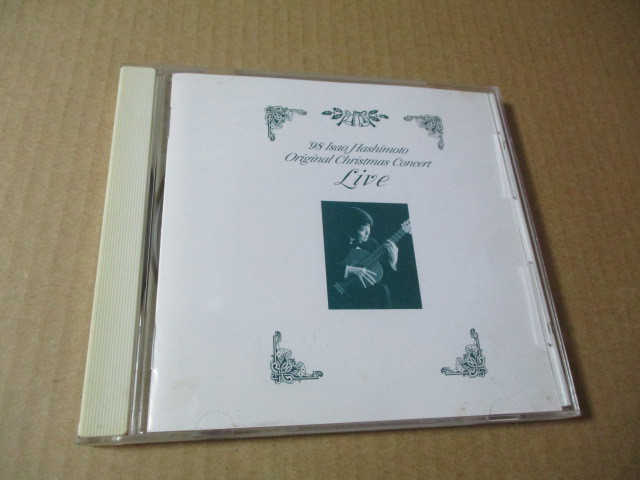 '98 Isao Hashimoto
Original Christmas Concert
Live